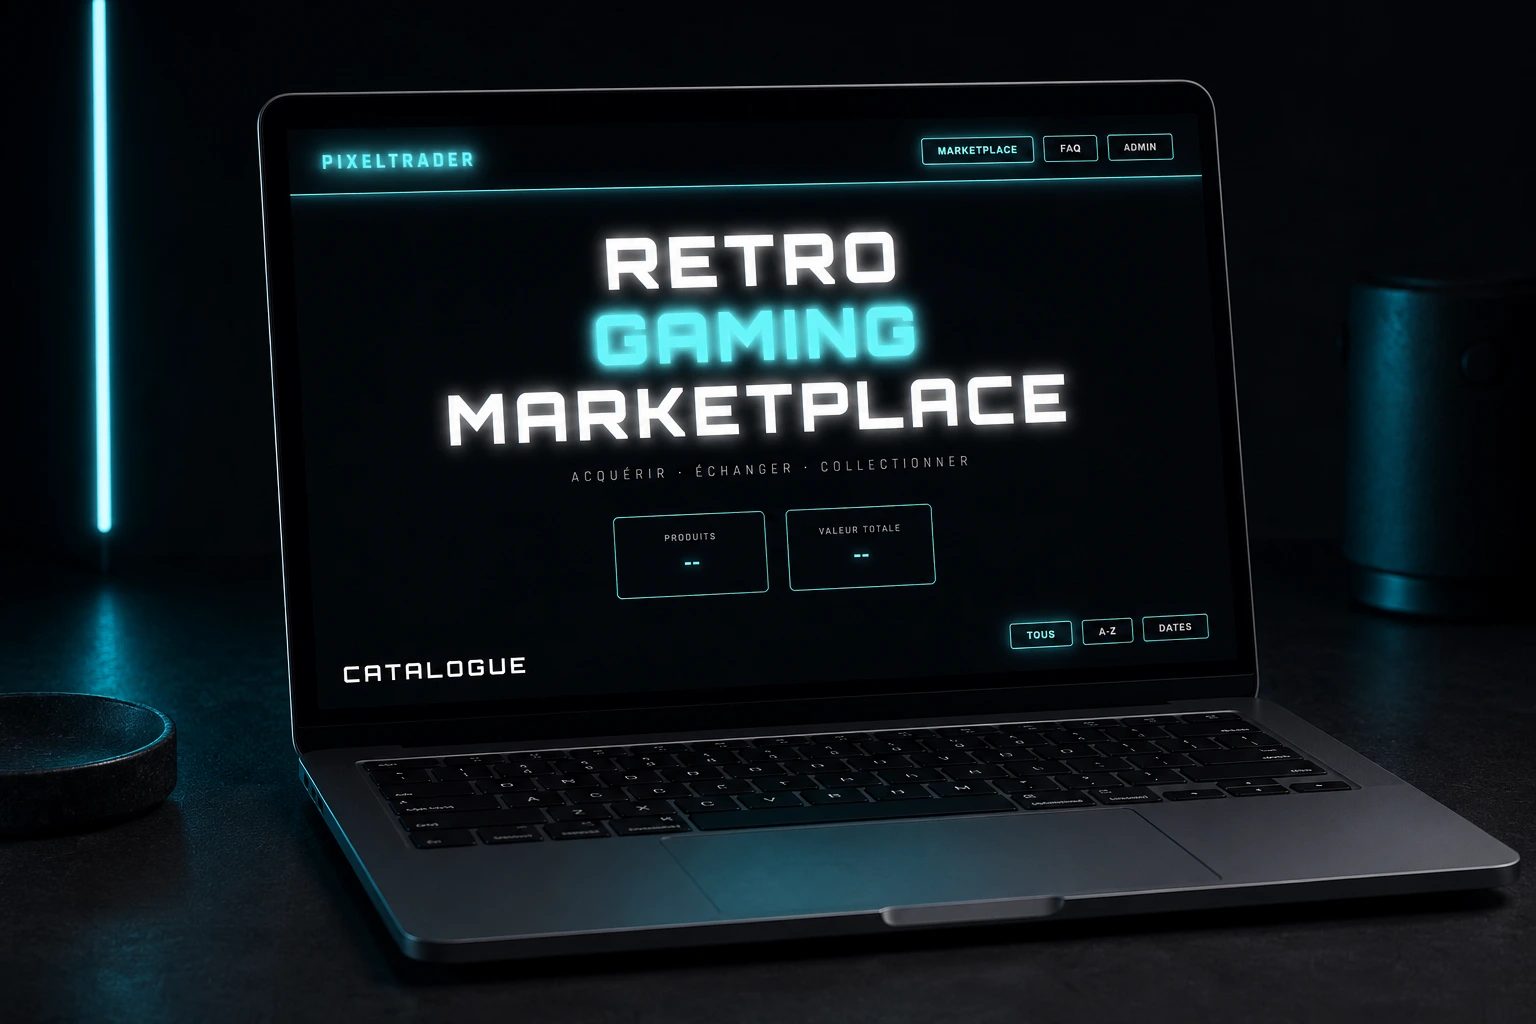 PIXELTRADER
MARKETPLACE FAQ ADMIN
RETRO
GAMING
MARKETPLACE
ACQUÉRIR · ÉCHANGER · COLLECTIONNER
PRODUITS
--
VALEUR TOTALE
--
TOUS A-Z DATES
CATALOGUE